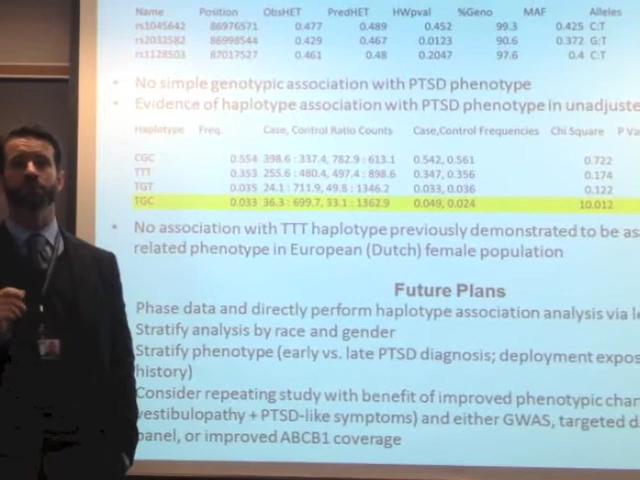 Name Position ObsHET PredHET HWpval %Geno MAF Alleles
rs1045642 86976571 0.477 0.489 0.452 99.3 0.425 C:T
rs2032582 86998544 0.429 0.467 0.0123 90.6 0.372 G:T
rs1128503 87017527 0.461 0.48 0.2047 97.6 0.4 C:T
• No simple genotypic association with PTSD phenotype
• Evidence of haplotype association with PTSD phenotype in unadjuste
Haplotype Freq. Case, Control Ratio Counts Case,Control Frequencies Chi Square P Va
CGC 0.554 398.6 : 337.4, 782.9 : 613.1 0.542, 0.561 0.722
TTT 0.353 255.6 : 480.4, 497.4 : 898.6 0.347, 0.356 0.174
TGT 0.035 24.1 : 711.9, 49.8 : 1346.2 0.033, 0.036 0.122
TGC 0.033 36.3 : 699.7, 33.1 : 1362.9 0.049, 0.024 10.012
• No association with TTT haplotype previously demonstrated to be as
related phenotype in European (Dutch) female population
Future Plans
Phase data and directly perform haplotype association analysis via l
Stratify analysis by race and gender
Stratify phenotype (early vs. late PTSD diagnosis; deployment expos
history)
Consider repeating study with benefit of improved phenotypic char
vestibulopathy + PTSD-like symptoms) and either GWAS, targeted d
panel, or improved ABCB1 coverage